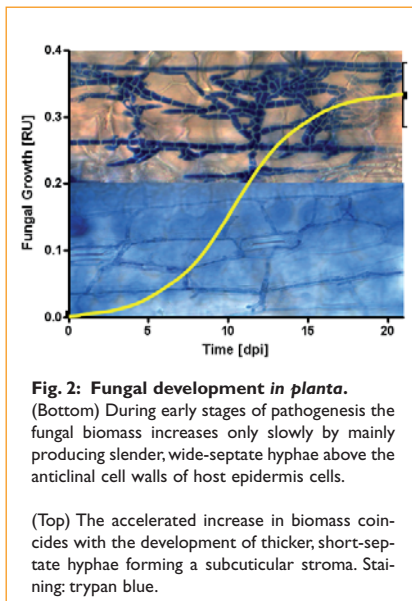 0.4
0.3
0.2
0.1
0.0
Fungal Growth [RU]
0 5 10 15 20
Time [dpi]
Fig. 2: Fungal development in planta.
(Bottom) During early stages of pathogenesis the
fungal biomass increases only slowly by mainly
producing slender, wide-septate hyphae above the
anticlinal cell walls of host epidermis cells.
(Top) The accelerated increase in biomass coin-
cides with the development of thicker, short-sep-
tate hyphae forming a subcuticular stroma. Stai-
ning: trypan blue.